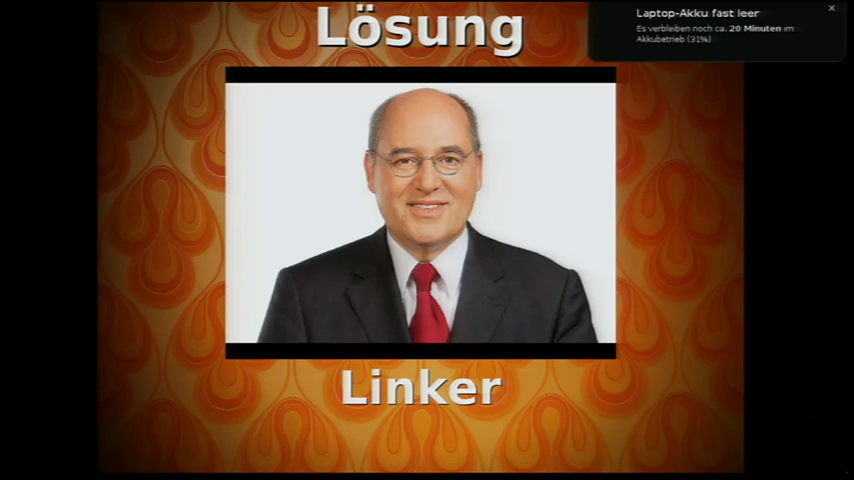 Lösung
Laptop-Akku fast leer
Es verbleiben noch ca. 20 Minuten im
Akkubetrieb (31%)
Linker